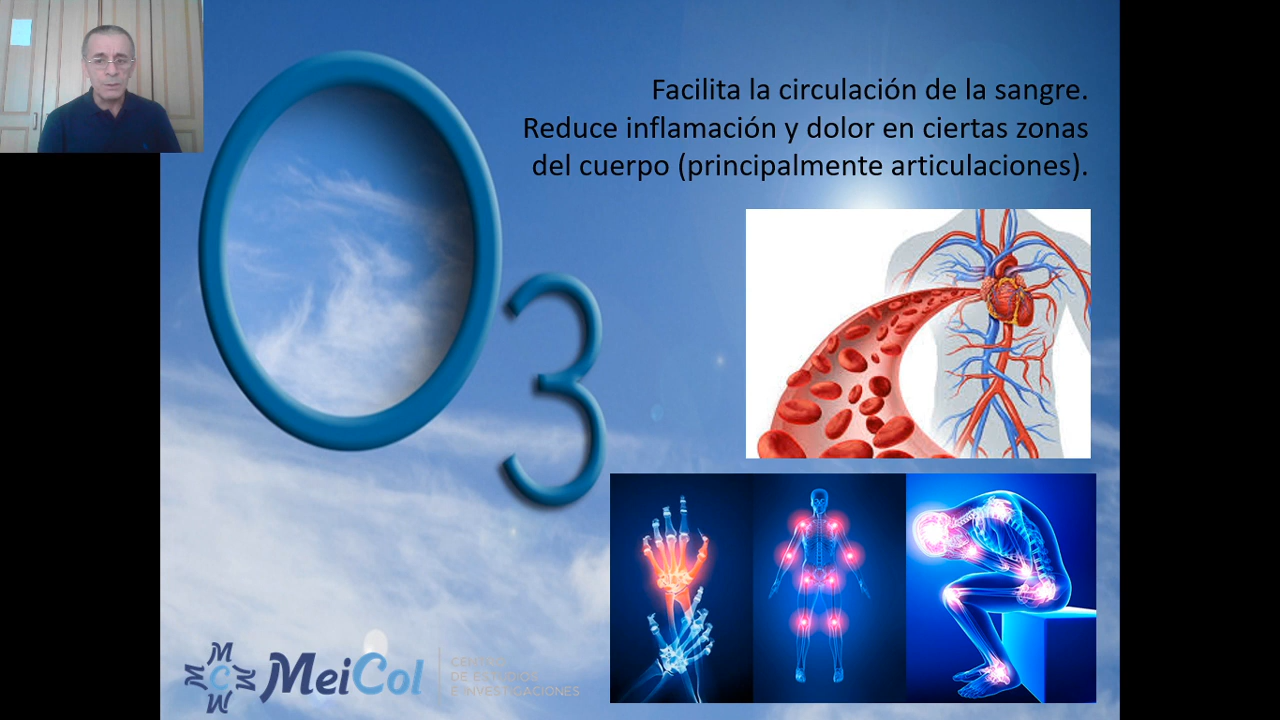 Facilita la circulación de la sangre.
Reduce inflamación y dolor en ciertas zonas
del cuerpo (principalmente articulaciones).
O
3
MeiCol
CENTRO
DE ESTUDIOS
E INVESTIGACIONES